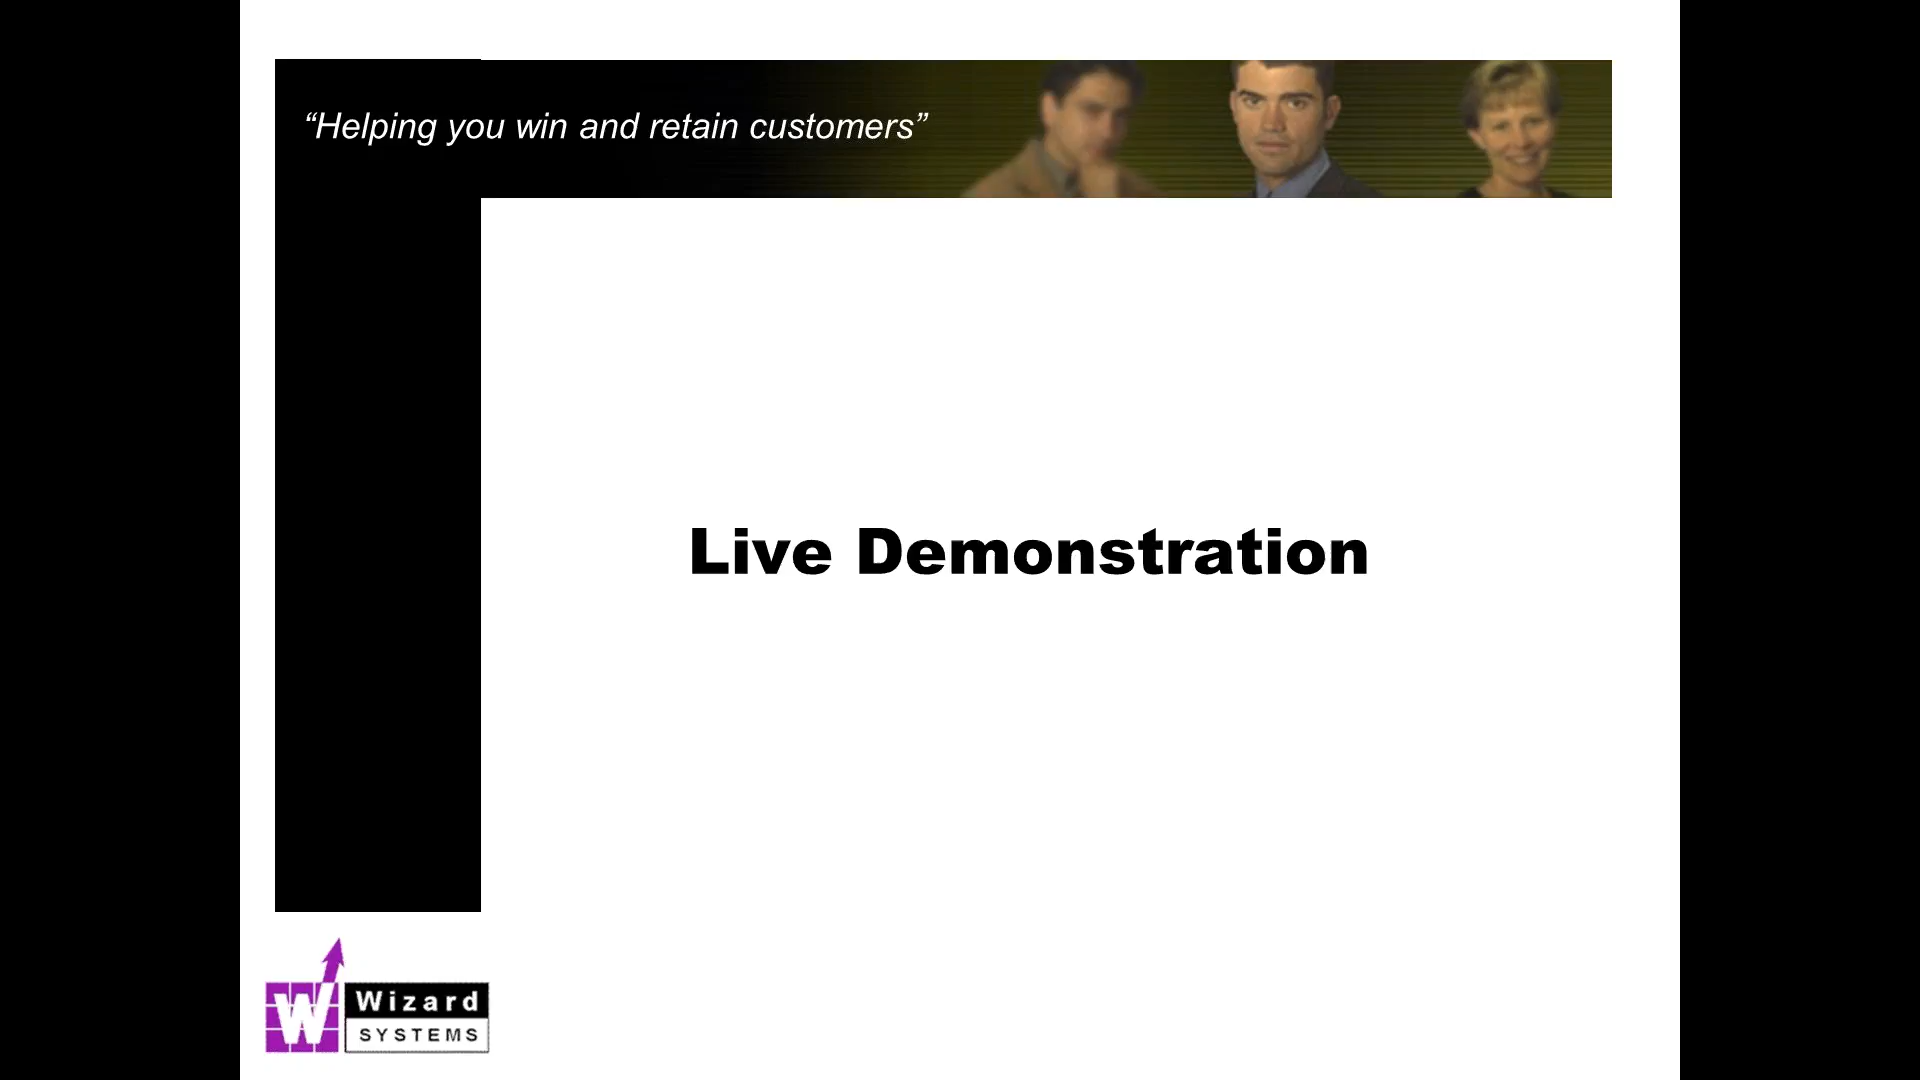 “Helping you win and retain customers”
Live Demonstration
W
Wizard
SYSTEMS